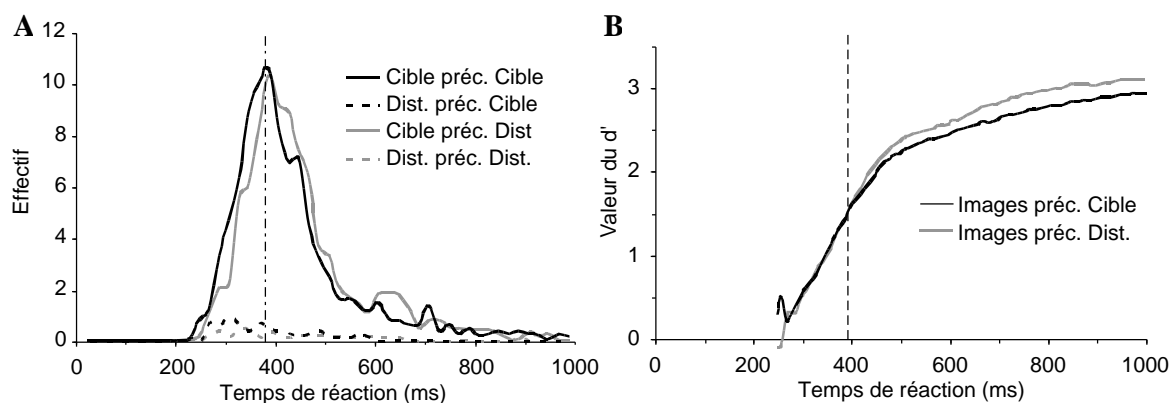 A
12
10
8
6
4
2
0
Effectif
0 200 400 600 800 1000
Temps de réaction (ms)
Cible préc. Cible
Dist. préc. Cible
Cible préc. Dist
Dist. préc. Dist.
B
3
2
1
0
Valeur du d'
0 200 400 600 800 1000
Temps de réaction (ms)
Images préc. Cible
Images préc. Dist.